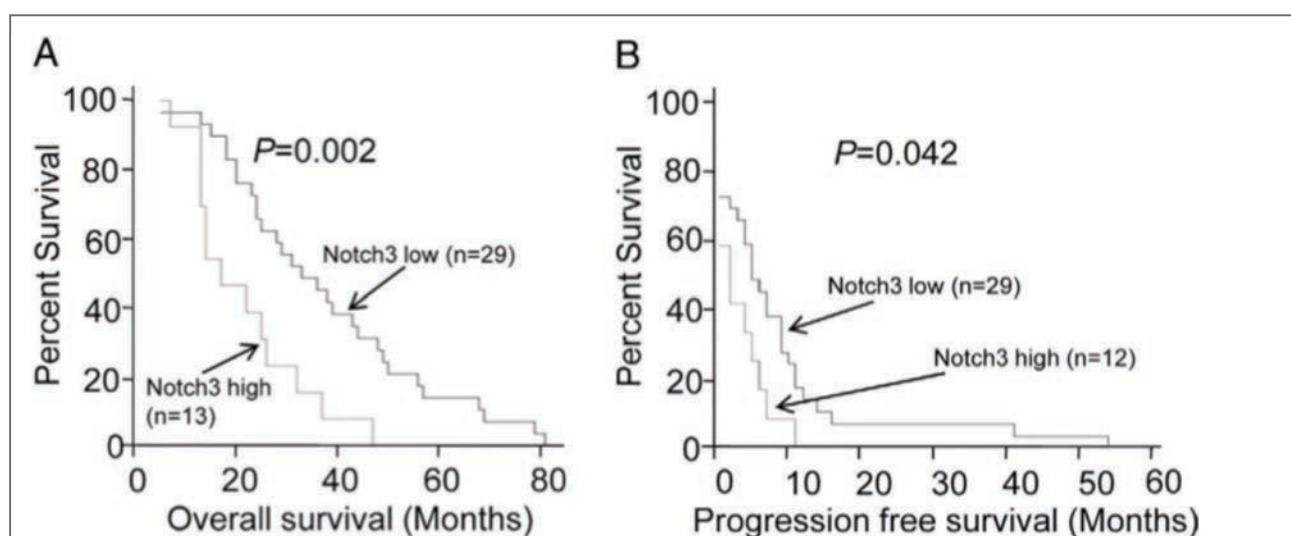 A
Percent Survival
100
80
60
40
20
0
P=0.002
Notch3 low (n=29)
Notch3 high
(n=13)
0 20 40 60 80
Overall survival (Months)
B
Percent Survival
100
80
60
40
20
0
P=0.042
Notch3 low (n=29)
Notch3 high (n=12)
0 10 20 30 40 50 60
Progression free survival (Months)